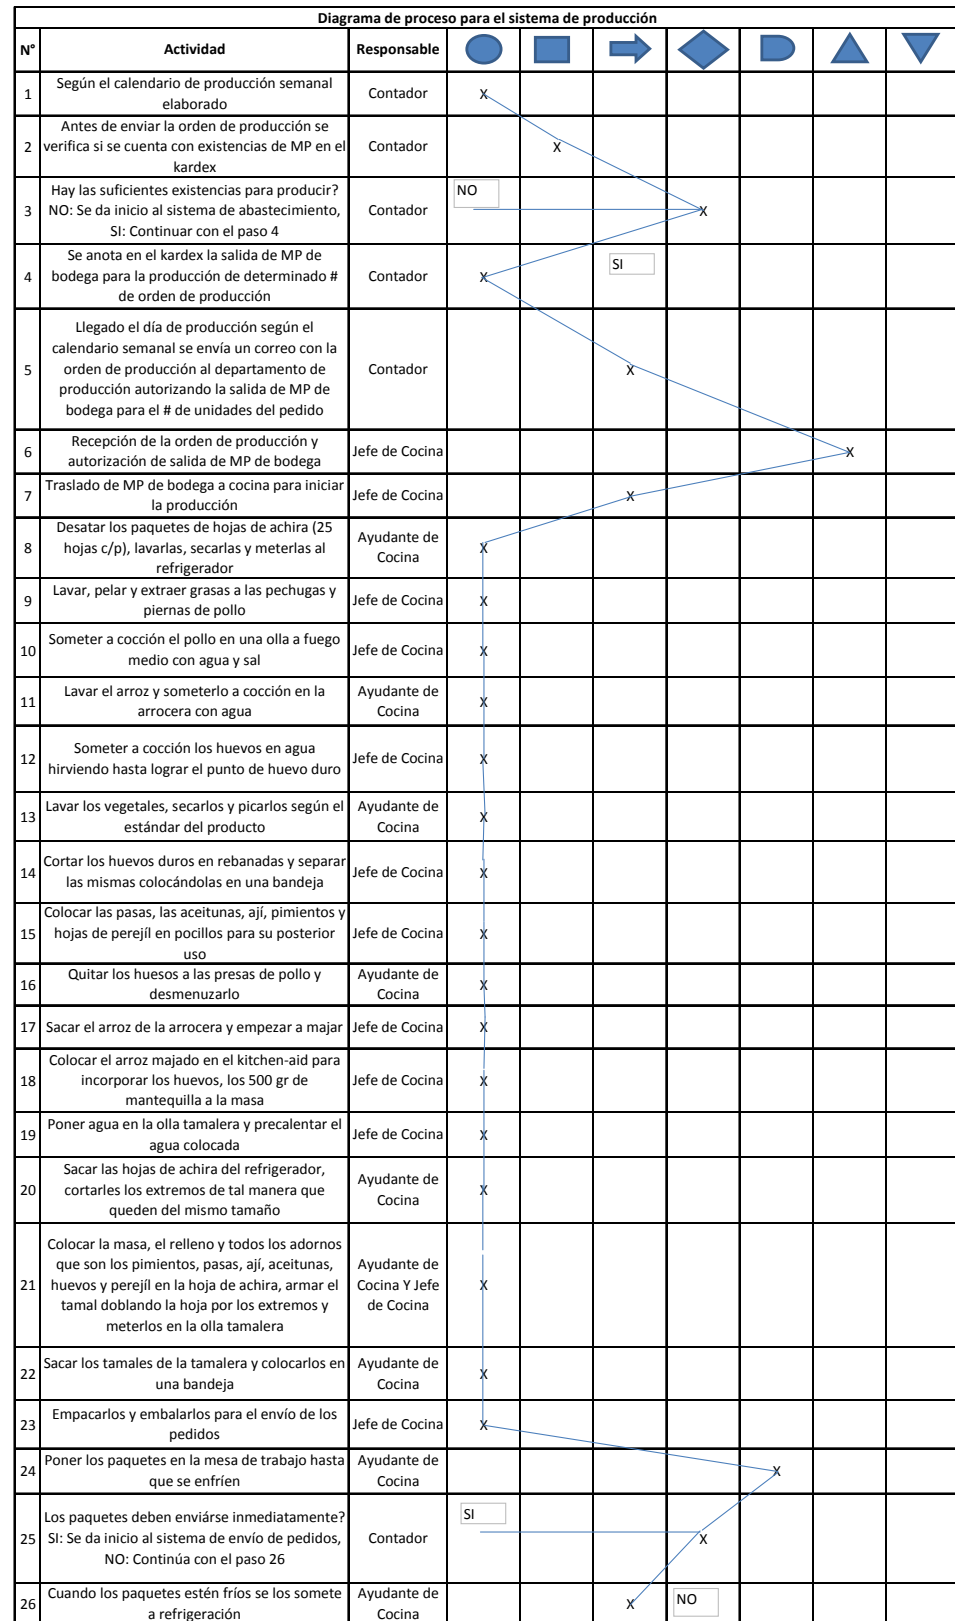 Diagrama de proceso para el sistema de producción
N° Actividad Responsable
1 Según el calendario de producción semanal
elaborado
Contador X
2 Antes de enviar la orden de producción se
verifica si se cuenta con existencias de MP en el
kardex
Contador X
3 Hay las suficientes existencias para producir?
NO: Se da inicio al sistema de abastecimiento,
SI: Continuar con el paso 4
Contador NO X
4 Se anota en el kardex la salida de MP de
bodega para la producción de determinado #
de orden de producción
Contador X SI
5 Llegado el día de producción según el
calendario semanal se envía un correo con la
orden de producción al departamento de
producción autorizando la salida de MP de
bodega para el # de unidades del pedido
Contador X
6 Recepción de la orden de producción y
autorización de salida de MP de bodega
Jefe de Cocina X
7 Traslado de MP de bodega a cocina para iniciar
la producción
Jefe de Cocina X
8 Desatar los paquetes de hojas de achira (25
hojas c/p), lavarlas, secarlas y meterlas al
refrigerador
Ayudante de
Cocina X
9 Lavar, pelar y extraer grasas a las pechugas y
piernas de pollo
Jefe de Cocina X
10 Someter a cocción el pollo en una olla a fuego
medio con agua y sal
Jefe de Cocina X
11 Lavar el arroz y someterlo a cocción en la
arrocera con agua
Ayudante de
Cocina X
12 Someter a cocción los huevos en agua
hirviendo hasta lograr el punto de huevo duro
Jefe de Cocina X
13 Lavar los vegetales, secarlos y picarlos según el
estándar del producto
Ayudante de
Cocina X
14 Cortar los huevos duros en rebanadas y separar
las mismas colocándolas en una bandeja
Jefe de Cocina X
15 Colocar las pasas, las aceitunas, ají, pimientos y
hojas de perejíl en pocillos para su posterior
uso
Jefe de Cocina X
16 Quitar los huesos a las presas de pollo y
desmenuzarlo
Ayudante de
Cocina X
17 Sacar el arroz de la arrocera y empezar a majar Jefe de Cocina X
18 Colocar el arroz majado en el kitchen-aid para
incorporar los huevos, los 500 gr de
mantequilla a la masa
Jefe de Cocina X
19 Poner agua en la olla tamalera y precalentar el
agua colocada
Jefe de Cocina X
20 Sacar las hojas de achira del refrigerador,
cortarles los extremos de tal manera que
queden del mismo tamaño
Ayudante de
Cocina X
21 Colocar la masa, el relleno y todos los adornos
que son los pimientos, pasas, ají, aceitunas,
huevos y perejíl en la hoja de achira, armar el
tamal doblando la hoja por los extremos y
meterlos en la olla tamalera
Ayudante de
Cocina Y Jefe
de Cocina X
22 Sacar los tamales de la tamalera y colocarlos en
una bandeja
Ayudante de
Cocina X
23 Empacarlos y embalarlos para el envío de los
pedidos
Jefe de Cocina X
24 Poner los paquetes en la mesa de trabajo hasta
que se enfríen
Ayudante de
Cocina X
25 Los paquetes deben enviárse inmediatamente?
SI: Se da inicio al sistema de envío de pedidos,
NO: Continúa con el paso 26
Contador SI X
26 Cuando los paquetes estén fríos se los somete
a refrigeración
Ayudante de
Cocina X NO